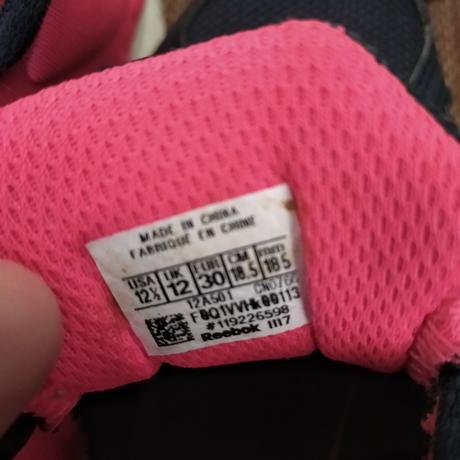 MADE IN CHINA
FABRIQUÉ EN CHINE
USA UK EUR CM mm
12½ 12 30 18.5 185
12A501
#119226598
Reebok 1117